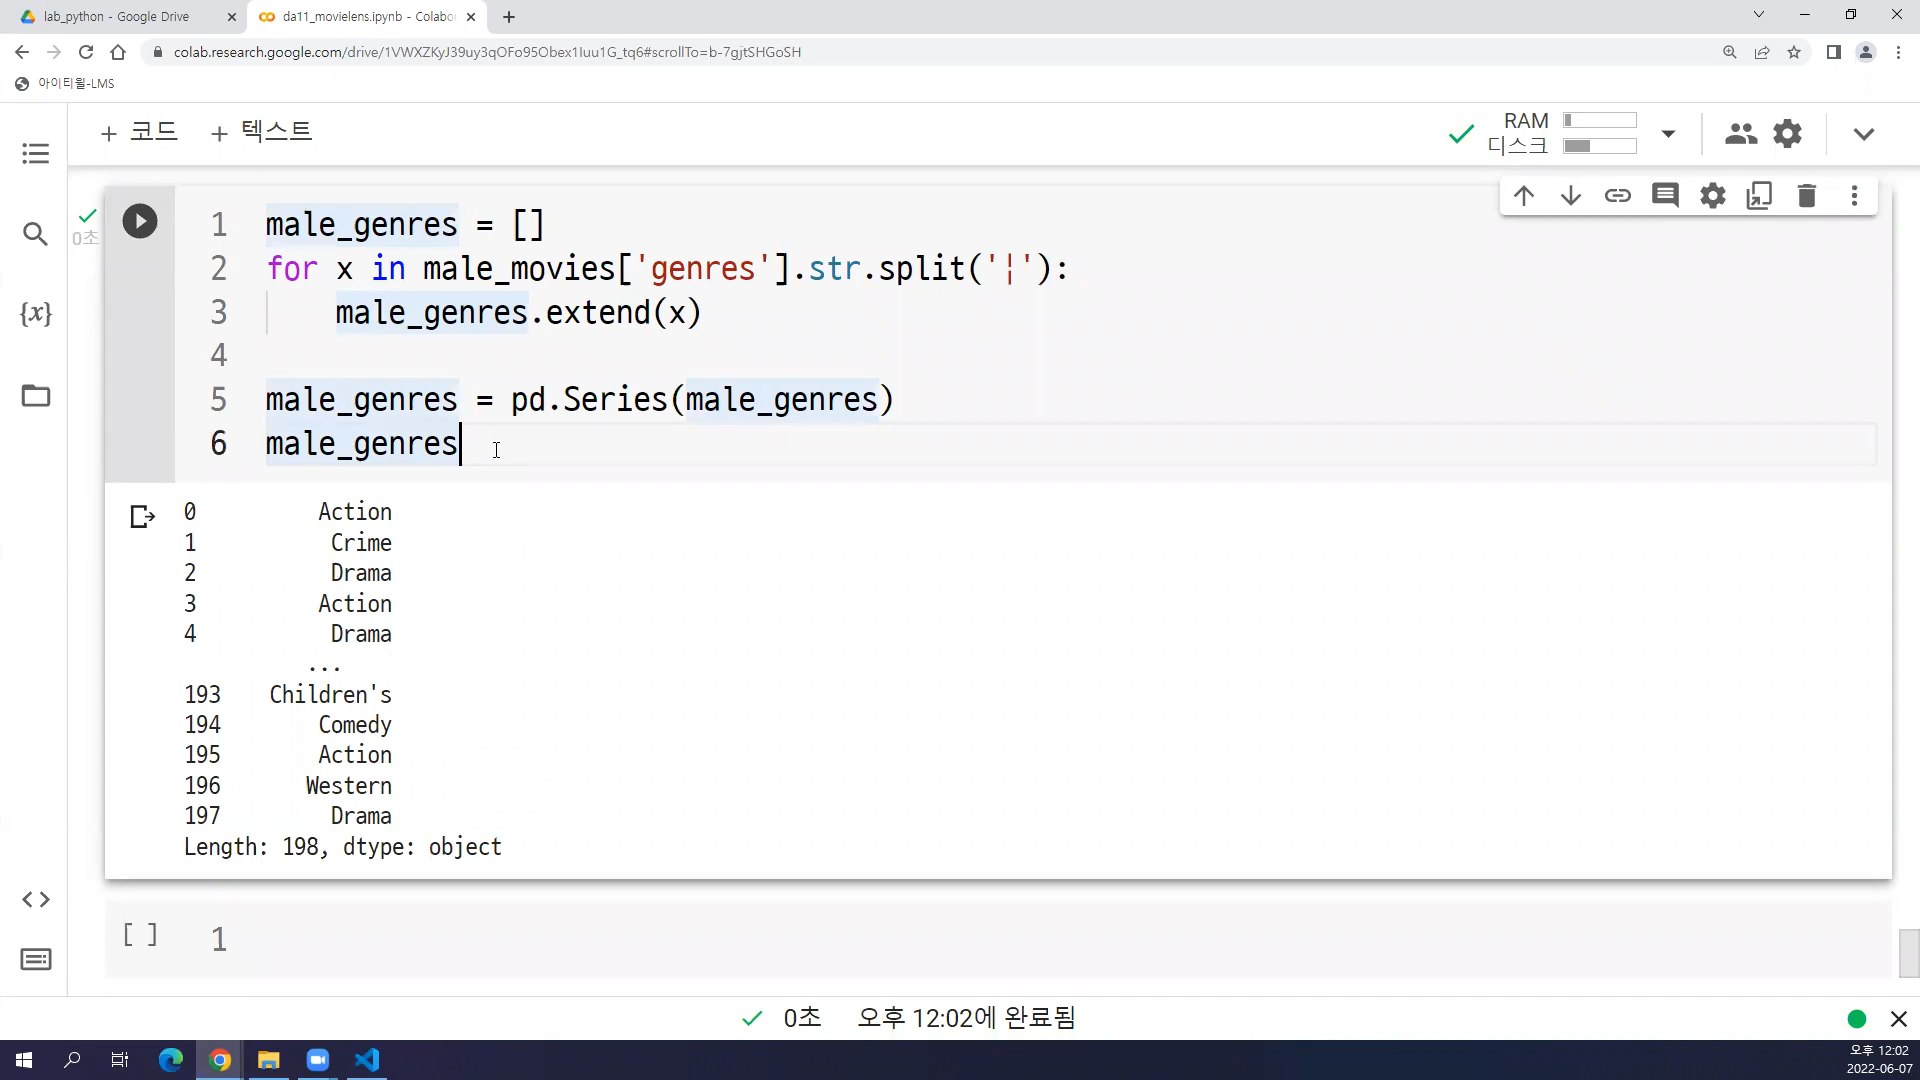 lab_python - Google Drive
da11_movielens.ipynb - Colabo
colab.research.google.com/drive/1VWXZKyJ39uy3qOFo95Obex1Iuu1G_tq6#scrollTo=b-7gjtSHGoSH
아이티윌-LMS
+ 코드 + 텍스트
RAM
디스크
0초
1 male_genres = []
2 for x in male_movies['genres'].str.split('¦'):
3 male_genres.extend(x)
4
5 male_genres = pd.Series(male_genres)
6 male_genres
0 Action
1 Crime
2 Drama
3 Action
4 Drama
...
193 Children's
194 Comedy
195 Action
196 Western
197 Drama
Length: 198, dtype: object
[ ] 1
0초 오후 12:02에 완료됨
오후 12:02
2022-06-07